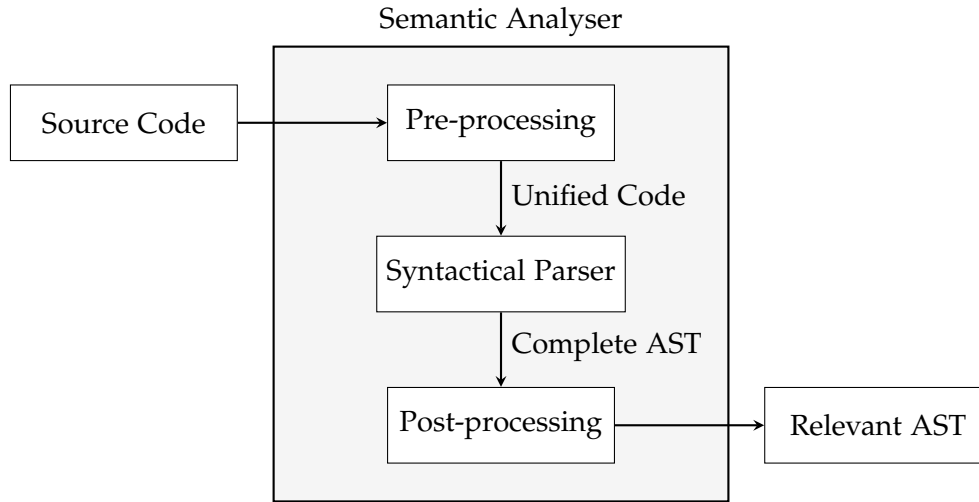 Semantic Analyser
Source Code
Pre-processing
Unified Code
Syntactical Parser
Complete AST
Post-processing
Relevant AST